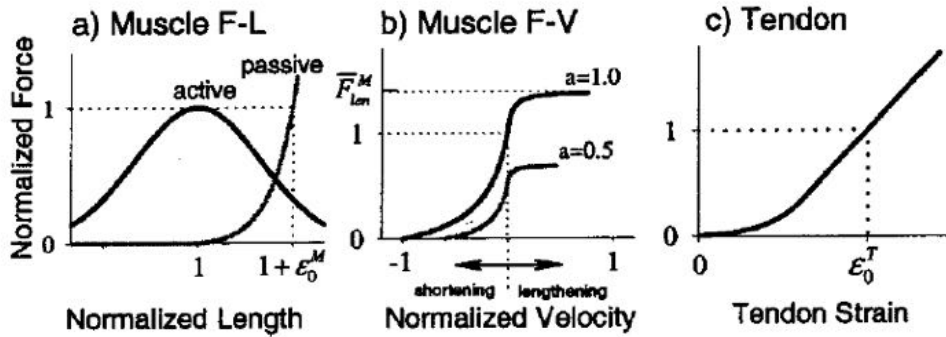 a) Muscle F-L
b) Muscle F-V
c) Tendon
Normalized Force
1
0
active
passive
1
1 + ε₀ᴹ
Normalized Length
F̅ᴹₗₑₙ
1
0
a=1.0
a=0.5
-1
0
1
shortening
lengthening
Normalized Velocity
1
0
0
ε₀ᵀ
Tendon Strain